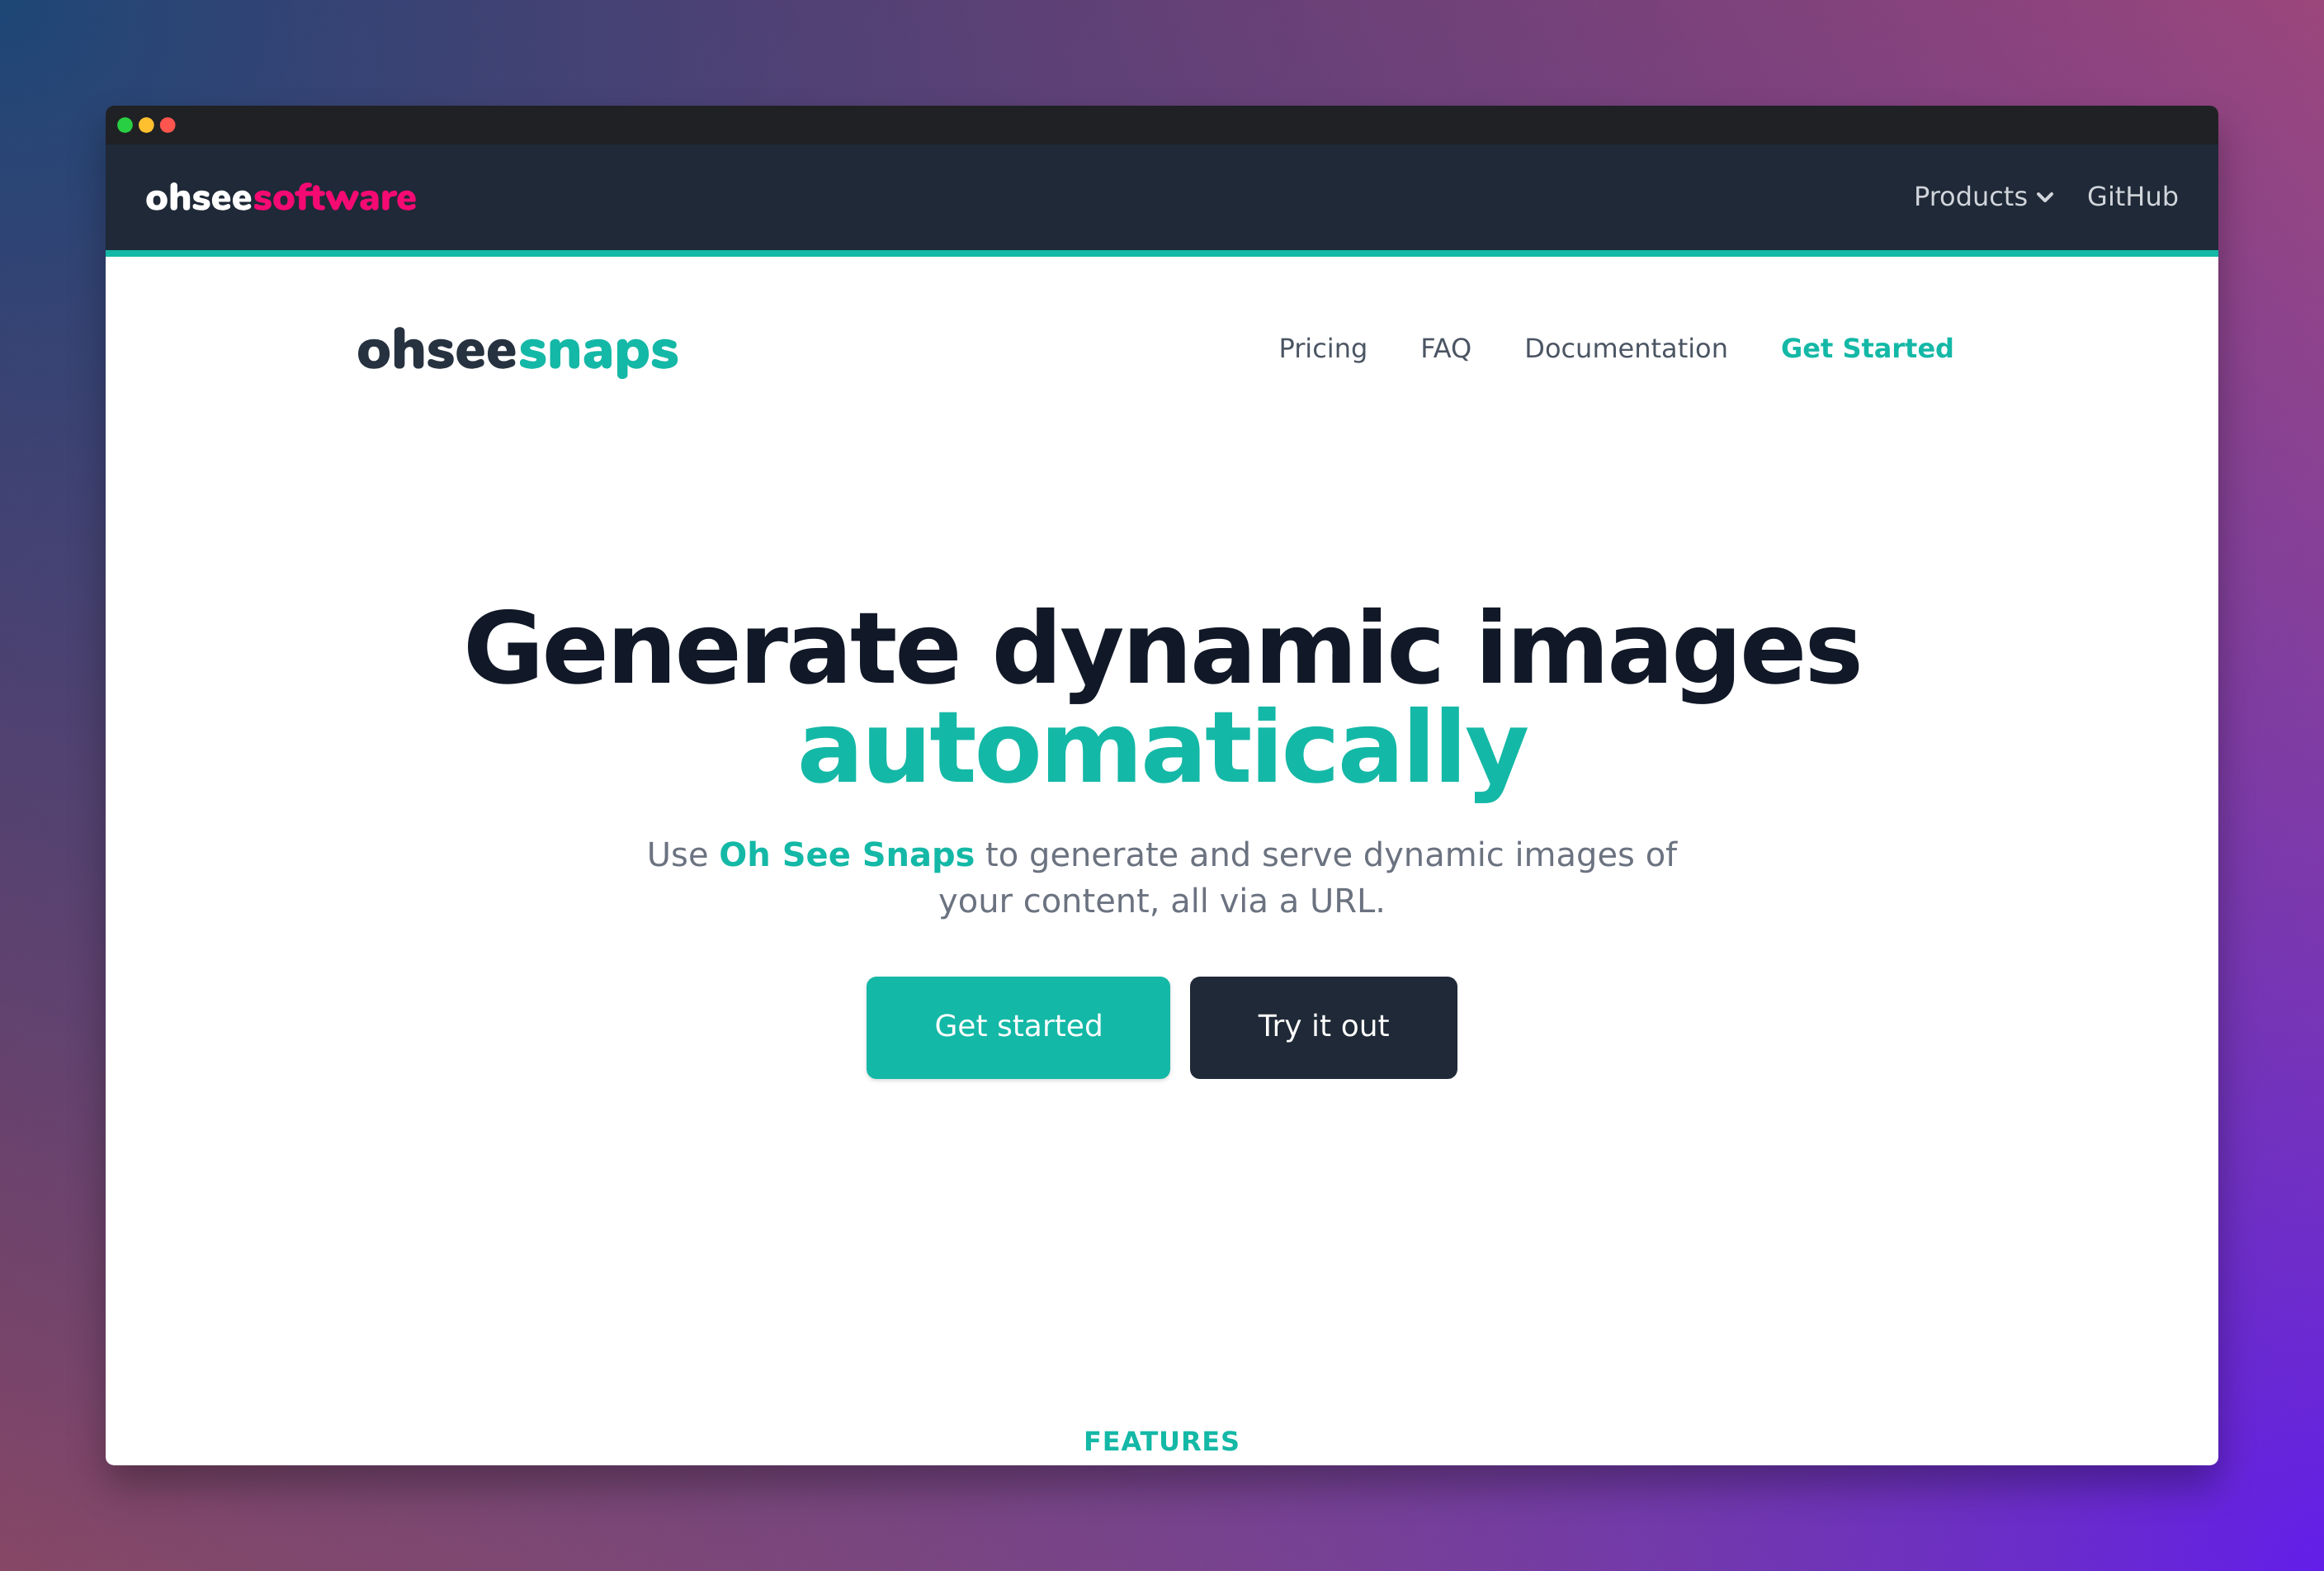 ohseesoftware
Products GitHub
ohseesnaps
Pricing FAQ Documentation Get Started
Generate dynamic images
automatically
Use Oh See Snaps to generate and serve dynamic images of
your content, all via a URL.
Get started Try it out
FEATURES